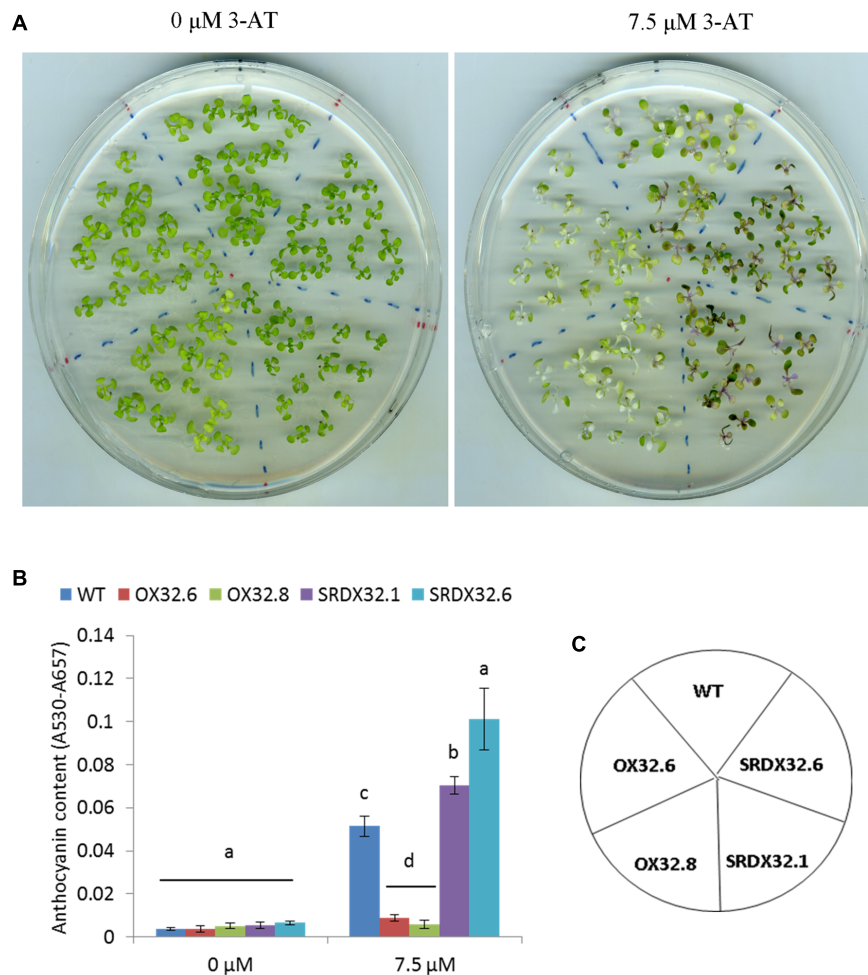 A
0 μM 3-AT
7.5 μM 3-AT
B
WT OX32.6 OX32.8 SRDX32.1 SRDX32.6
Anthocyanin content (A530-A657)
0.14
0.12
0.1
0.08
0.06
0.04
0.02
0
a
c
d
b
a
0 μM
7.5 μM
C
WT
OX32.6
SRDX32.6
OX32.8
SRDX32.1